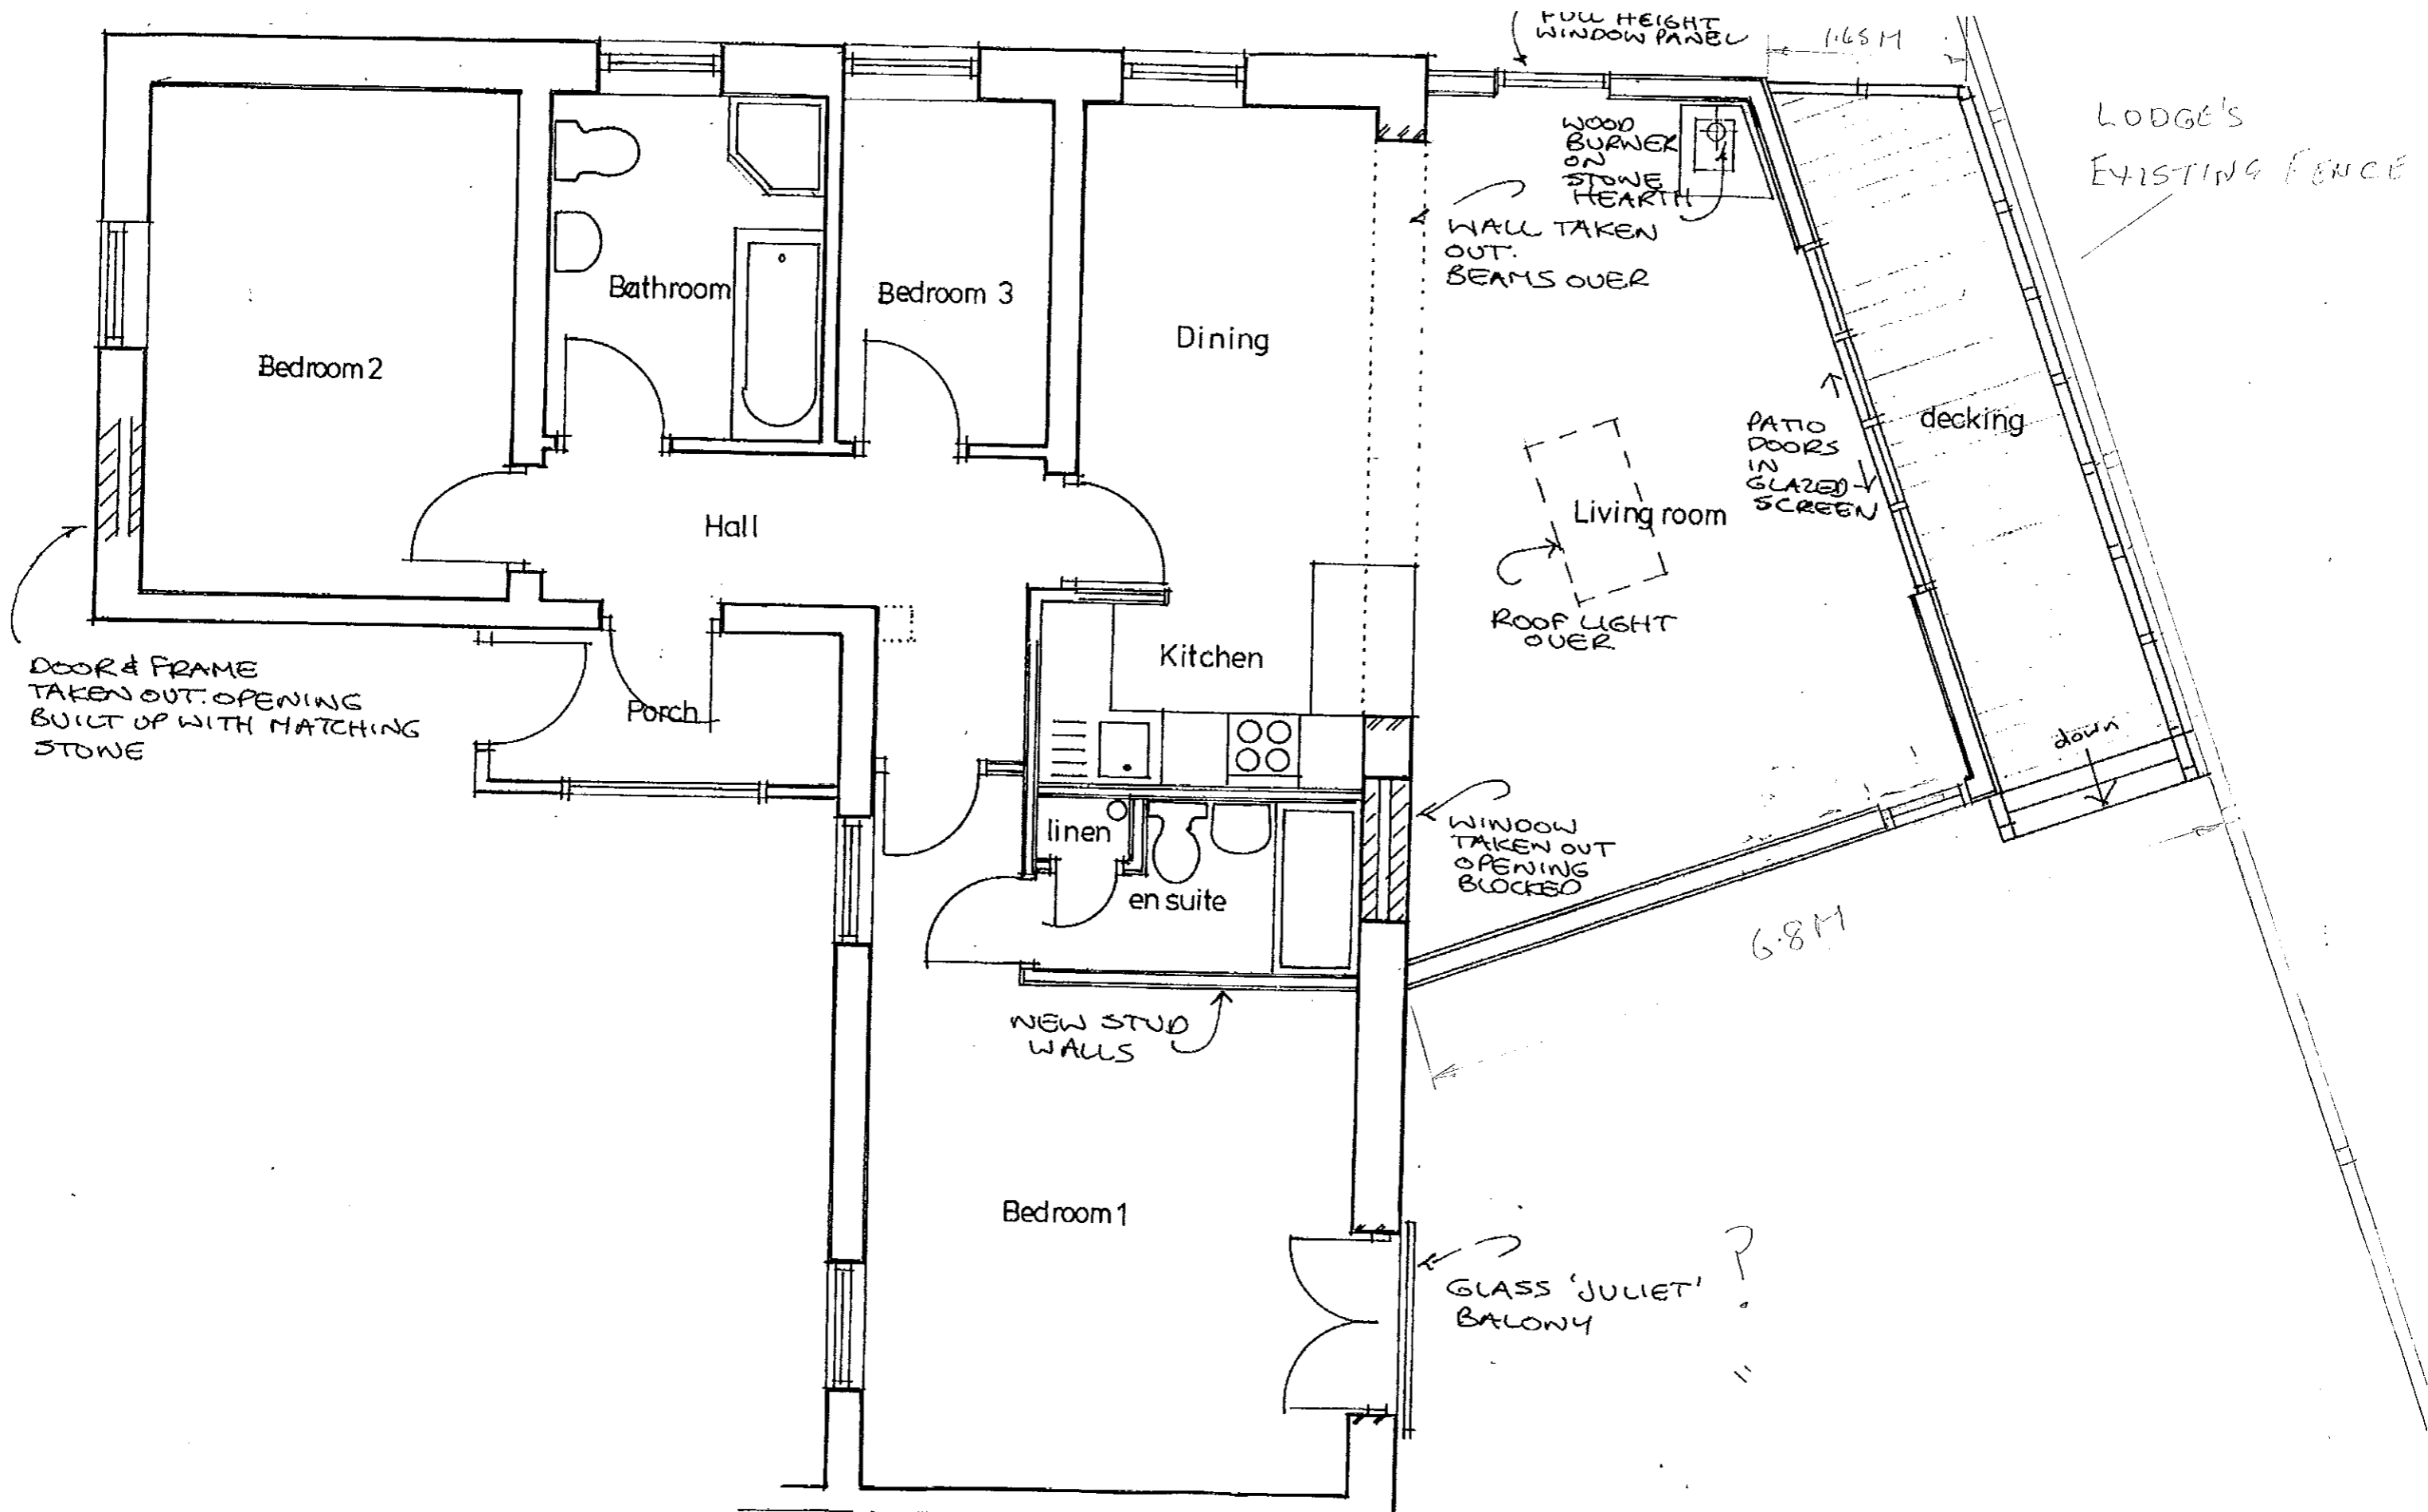 FULL HEIGHT
WINDOW PANEL
1.65 M
LODGE'S
EXISTING FENCE
WOOD
BURNER
ON
STONE
HEARTH
WALL TAKEN
OUT.
BEAMS OVER
Bathroom
Bedroom 3
Dining
Bedroom 2
PATIO
DOORS
IN
GLAZED
SCREEN
decking
Hall
Living room
ROOF LIGHT
OVER
Kitchen
DOOR & FRAME
TAKEN OUT. OPENING
BUILT UP WITH MATCHING
STONE
Porch
down
linen
en suite
WINDOW
TAKEN OUT
OPENING
BLOCKED
6.8M
NEW STUD
WALLS
Bedroom 1
GLASS 'JULIET'
BALONY
?